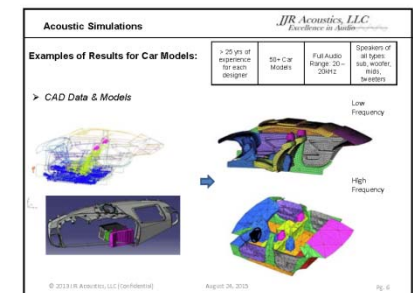 Acoustic Simulations
JJR Acoustics, LLC
Excellence in Audio
Examples of Results for Car Models:
> 25 yrs of
experience
for each
designer
50+ Car
Models
Full Audio
Range: 20 –
20kHz
Speakers of
all types
sub, woofer,
mids,
tweeters
➢ CAD Data & Models
Low
Frequency
High
Frequency
© 2013 JJR Acoustics, LLC (Confidential)
August 24, 2015
Pg. 6